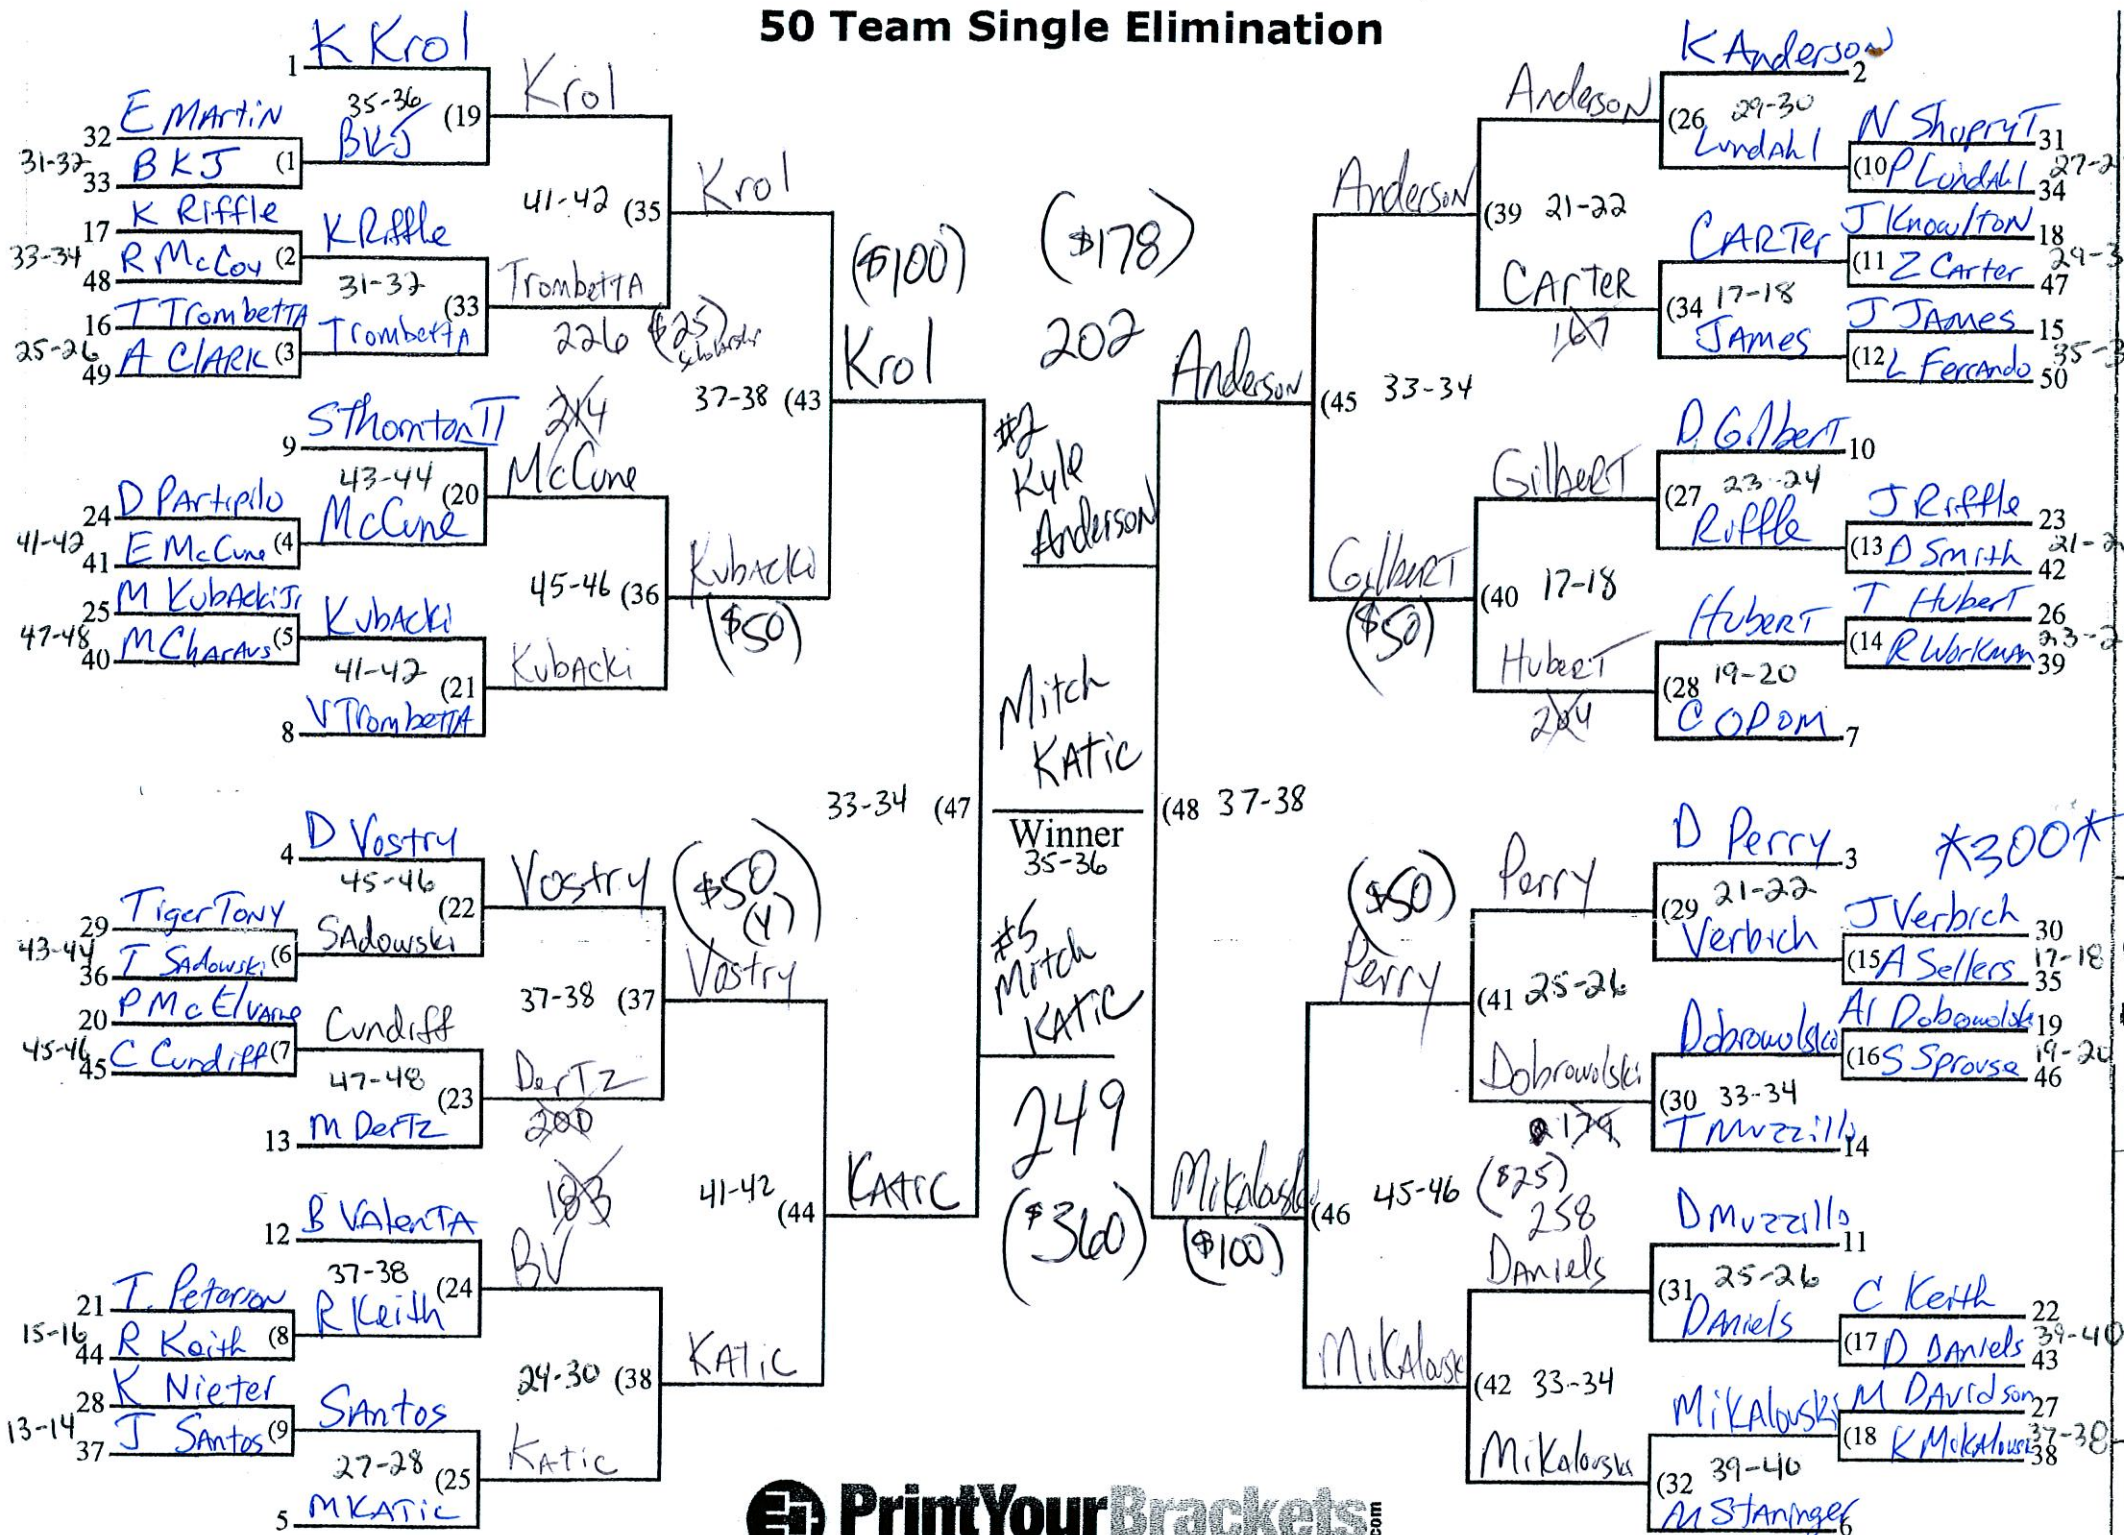 50 Team Single Elimination
1 K Krol
35-36
(19
BKJ
32 E Martin
31-32
33 BKJ (1
17 K Riffle
33-34
48 R McCoy (2
K Riffle
31-32
(33
16 T Trombetta
25-26
49 A Clark (3
Trombetta
Krol
41-42 (35
Trombetta
226 ($25)
Krol
9 S Thornton II
214
43-44 (20
McCune
24 D Partipilo
41-42
41 E McCune (4
McCune
25 M Kubacki Jr
47-48
40 M Charavs (5
Kubacki
41-42 (21
8 V Trombetta
45-46 (36
Kubacki
Kubacki
($50)
37-38 (43
($100)
Krol
4 D Vostry
45-46 (22
Sadowski
29 Tiger Tony
43-44
36 T Sadowski (6
20 P McElvaine
45-46
45 C Cundiff (7
Cundiff
47-48 (23
13 M Dertz
Vostry
37-38 (37
Dertz
200
($50
(4)
Vostry
12 B Valenta
183
37-38 (24
R Keith
21 T. Peterson
15-16
44 R Keith (8
28 K Nieter
13-14
37 J Santos (9
Santos
27-28 (25
5 M Katic
BV
29-30 (38
Katic
Katic
41-42 (44
Katic
33-34 (47
($178)
202
#2
Kyle
Anderson
Mitch
Katic
Winner
35-36
#5
Mitch
Katic
249
($360)
(48 37-38
Anderson
(45 33-34
Anderson
(39 21-22
Anderson
K Anderson 2
(26 29-30
Lundahl
N Shupryt 31
(10 P Lundahl 34
Carter
J Knowlton 18
(11 Z Carter 47
Carter
167
(34 17-18
James
J James 15
(12 L Ferrando 50
Gilbert
($50)
(40 17-18
Gilbert
D Gilbert 10
(27 23-24
Riffle
J Riffle 23
(13 D Smith 42
Hubert
204
Hubert
T Hubert 26
(14 R Workman 39
(28 19-20
C Odom 7
*300*
D Perry 3
Perry
($50)
Perry
(29 21-22
Verbich
J Verbich 30
(15 A Sellers 17-18
35
(41 25-26
Dobrowolski
179
Dobrowolski
Al Dobrowolski 19
(16 S Sprouse 19-20
46
(30 33-34
T Muzzillo 14
Mikalouski
($100)
(46 45-46
($25)
258
Daniels
D Muzzillo 11
(31 25-26
Daniels
C Keith 22
(17 D Daniels 39-40
43
Mikalouski
(42 33-34
Mikalouski
Mikalouski
M Davidson 27
(18 K Mikalouski 37-38
38
(32 39-40
M Staninger 6
PrintYourBrackets.com